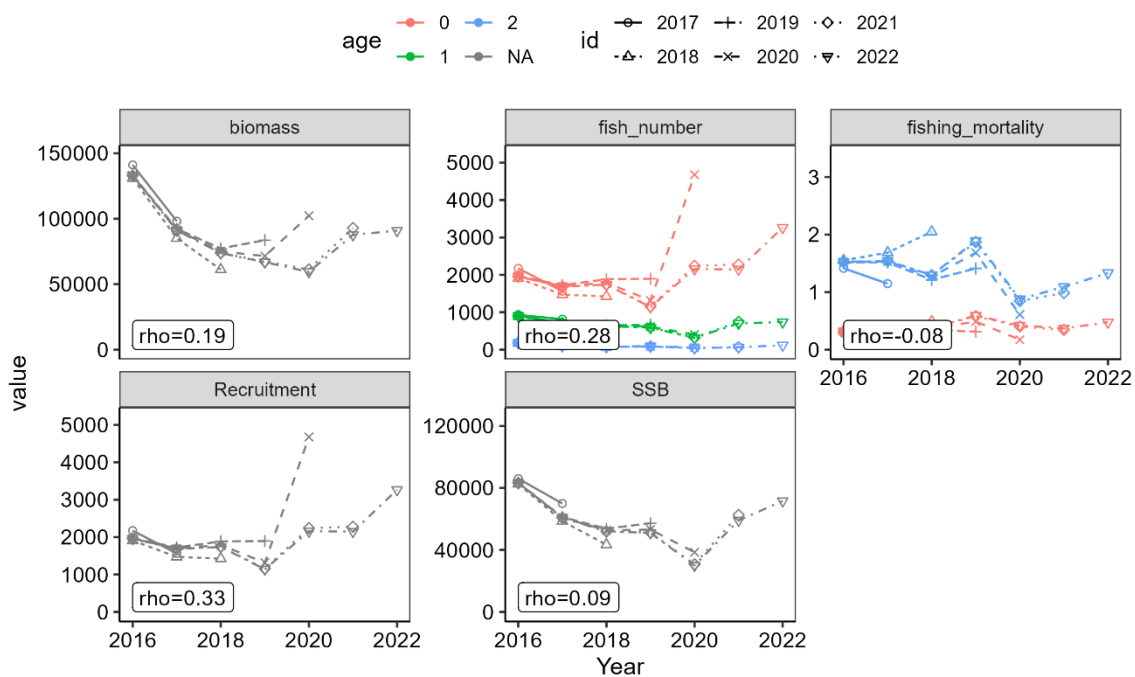 age 0 2 id 2017 2019 2021
1 NA 2018 2020 2022
biomass fish_number fishing_mortality
150000
100000
50000
0
rho=0.19
5000
4000
3000
2000
1000
0
rho=0.28
3
2
1
0
rho=-0.08
2016 2018 2020 2022
value
Recruitment SSB
5000
4000
3000
2000
1000
0
rho=0.33
2016 2018 2020 2022
120000
80000
40000
0
rho=0.09
2016 2018 2020 2022
Year